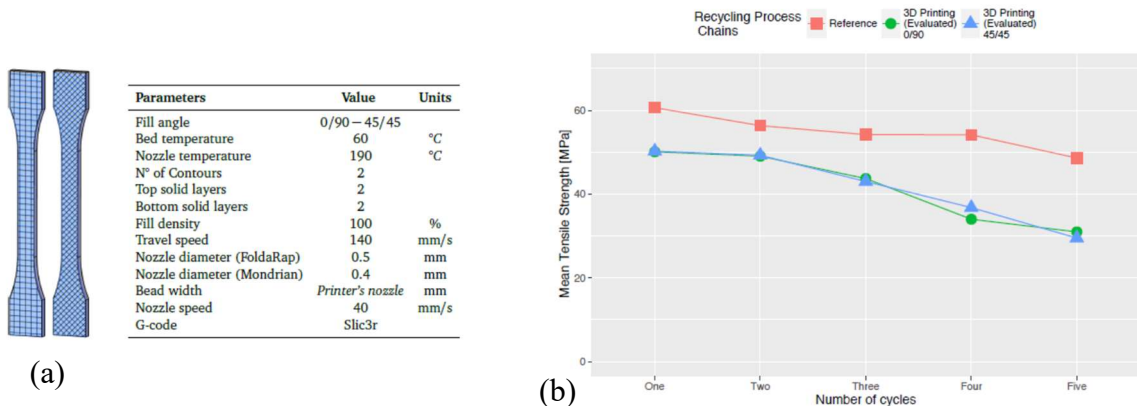 Parameters Value Units
Fill angle 0/90 − 45/45
Bed temperature 60 °C
Nozzle temperature 190 °C
N° of Contours 2
Top solid layers 2
Bottom solid layers 2
Fill density 100 %
Travel speed 140 mm/s
Nozzle diameter (FoldaRap) 0.5 mm
Nozzle diameter (Mondrian) 0.4 mm
Bead width Printer's nozzle mm
Nozzle speed 40 mm/s
G-code Slic3r
(a)
Recycling Process
Chains
Reference
3D Printing
(Evaluated)
0/90
3D Printing
(Evaluated)
45/45
Mean Tensile Strength [MPa]
60
40
20
0
One Two Three Four Five
Number of cycles
(b)